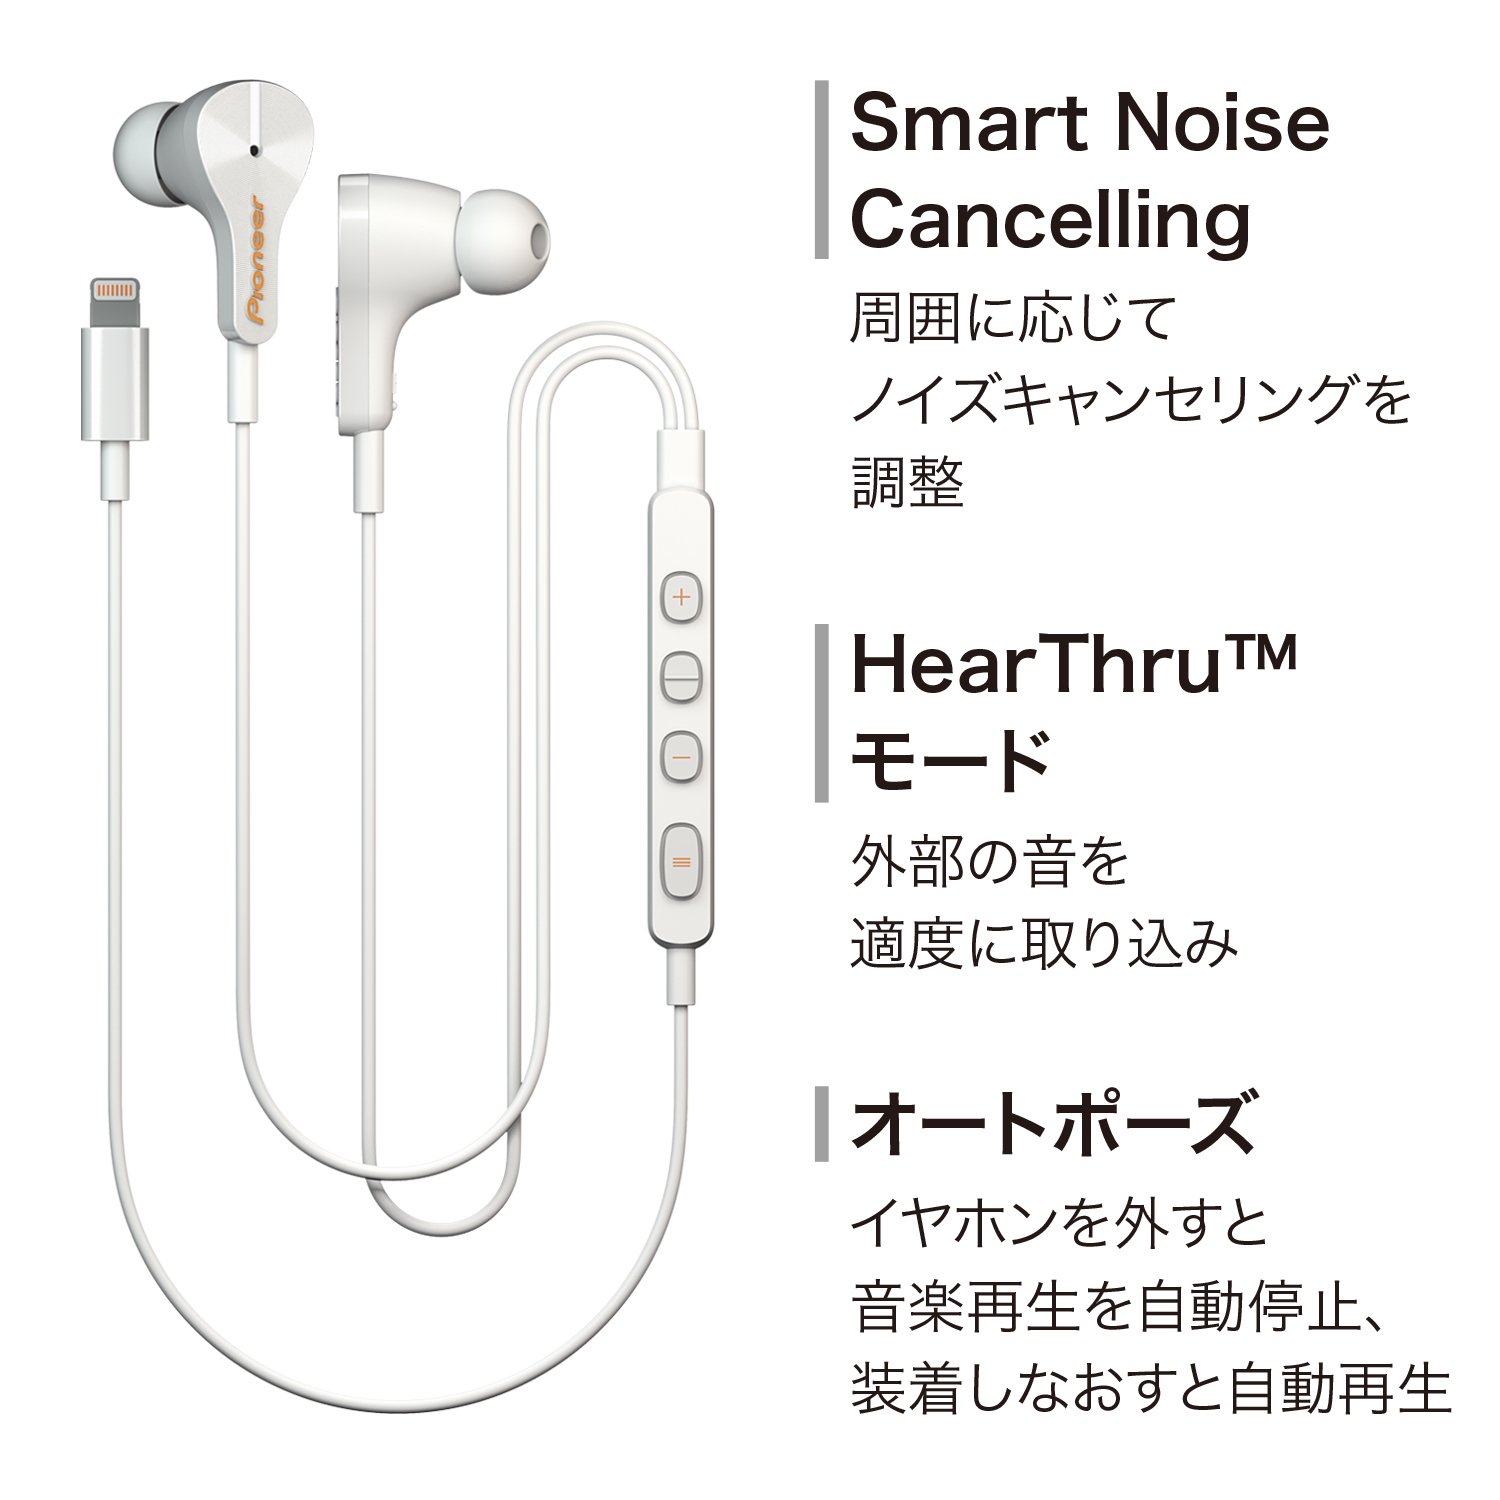 Pioneer
Smart Noise
Cancelling
周囲に応じて
ノイズキャンセリングを
調整
HearThru™
モード
外部の音を
適度に取り込み
オートポーズ
イヤホンを外すと
音楽再生を自動停止、
装着しなおすと自動再生